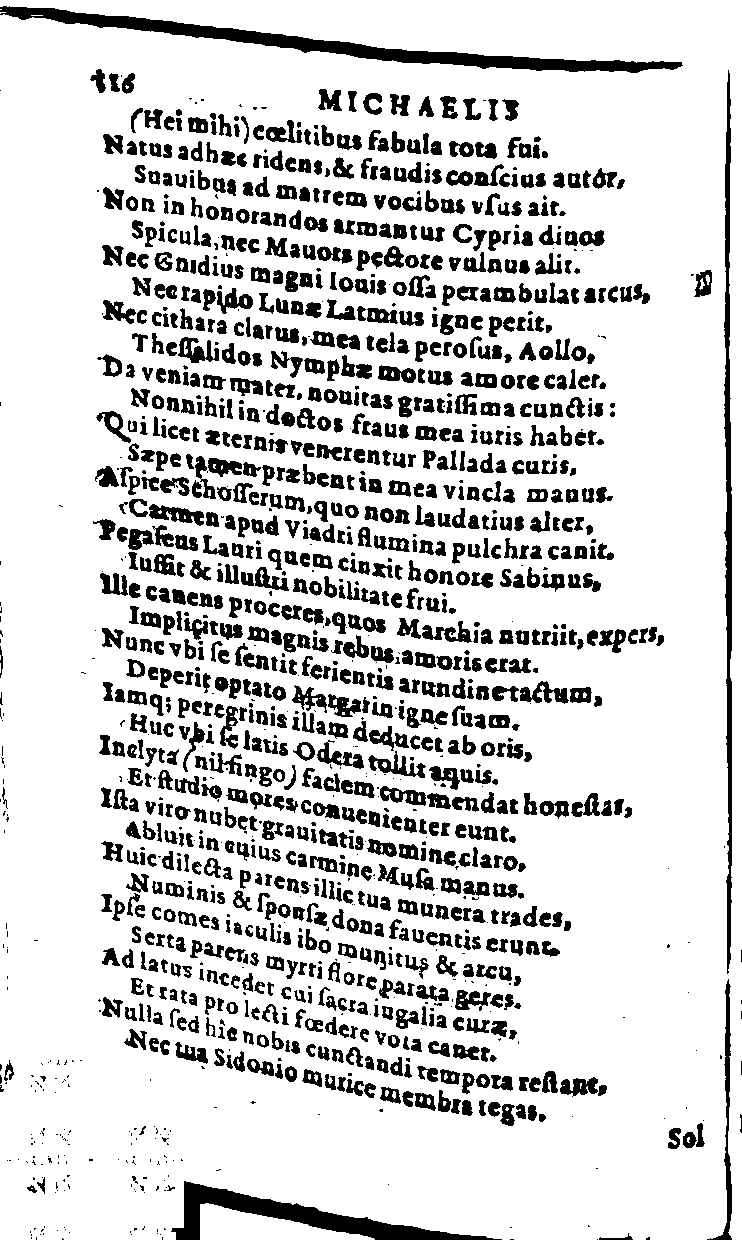 116
MICHAELIS
(Hei mihi) cœlitibus fabula tota fui.
Natus ad hæc ridens, & fraudis conſcius autór,
Suauibus ad matrem vocibus vſus ait.
Non in honorandos armantur Cypria diuos
Spicula, nec Mauors pectore vulnus alit.
Nec Gnidius magni Iouis oſſa perambulat arcus,
Nec rapido Lunæ Latmius igne perit,
Nec cithara clarus, mea tela peroſus, Aollo,
Theſſalidos Nymphæ motus amore calet.
Da veniam mater, nouitas gratiſſima cunctis:
Nonnihil in doctos fraus mea iuris habet.
Qui licet æternis venerentur Pallada curis,
Sæpe tamen præbent in mea vincla manus.
Aſpice Schoſſerum, quo non laudatius alter,
Carmen apud Viadri flumina pulchra canit.
Pegaſeus Lauri quem cinxit honore Sabinus,
Iuſſit & illuſtri nobilitate frui.
Ille canens proceres, quos Marchia nutriit, expers,
Implicitus magnis rebus, amoris erat.
Nunc vbi ſe ſentit ferientis arundine tactum,
Deperit optato Margarin igne ſuam.
Iamq; peregrinis illam deducet ab oris,
Huc vbi ſe latis Odera tollit aquis.
Inclyta (nil fingo) faciem commendat honeſtas,
Et ſtudio mores conuenienter eunt.
Iſta viro nubet grauitatis nomine claro,
Abluit in cuius carmine Muſa manus.
Huic dilecta parens illic tua munera trades,
Numinis & ſponſæ dona fauentis erunt.
Ipſe comes iaculis ibo munitus & arcu,
Serta parens myrti flore parata geres.
Ad latus incedet cui ſacra iugalia curæ,
Et rata pro lecti fœdere vota canet.
Nulla ſed hîc nobis cunctandi tempora reſtant,
Nec tua Sidonio murice membra tegas.
Sol